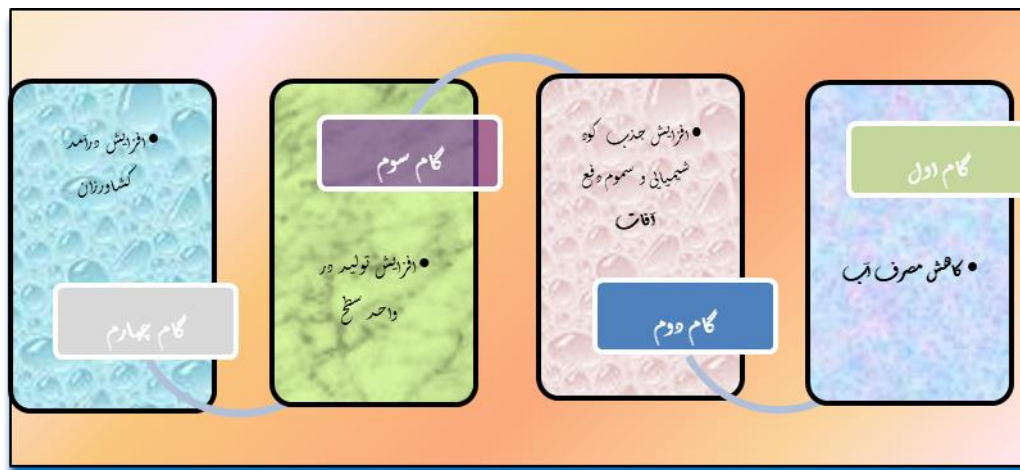 گام اول
• کاهش مصرف آب
• افزایش جذب کود
شیمیایی و سموم دفع
آفات
گام دوم
گام سوم
• افزایش تولید در
واحد سطح
• افزایش درآمد
کشاورزان
گام چهارم